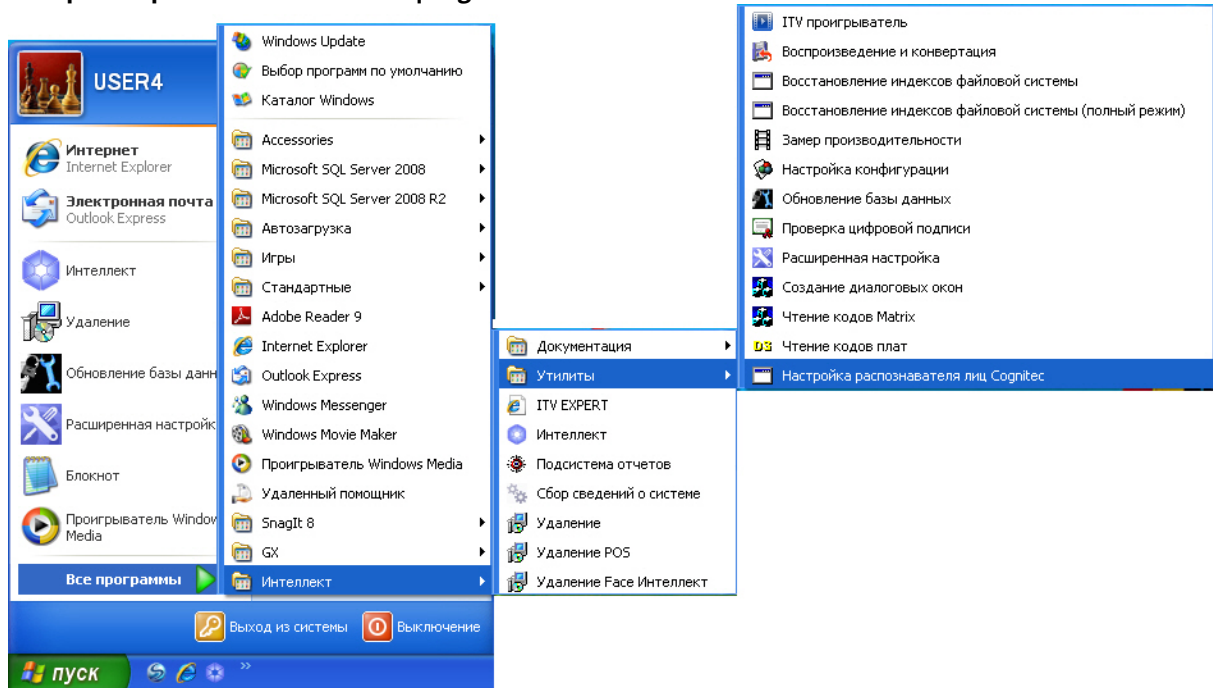 USER4
Интернет
Internet Explorer
Электронная почта
Outlook Express
Интеллект
Удаление
Обновление базы данн
Расширенная настройк
Блокнот
Проигрыватель Window
Media
Все программы
Выход из системы
Выключение
пуск
Windows Update
Выбор программ по умолчанию
Каталог Windows
Accessories
Microsoft SQL Server 2008
Microsoft SQL Server 2008 R2
Автозагрузка
Игры
Стандартные
Adobe Reader 9
Internet Explorer
Outlook Express
Windows Messenger
Windows Movie Maker
Проигрыватель Windows Media
Удаленный помощник
SnagIt 8
GX
Интеллект
Документация
Утилиты
ITV EXPERT
Интеллект
Подсистема отчетов
Сбор сведений о системе
Удаление
Удаление POS
Удаление Face Интеллект
ITV проигрыватель
Воспроизведение и конвертация
Восстановление индексов файловой системы
Восстановление индексов файловой системы (полный режим)
Замер производительности
Настройка конфигурации
Обновление базы данных
Проверка цифровой подписи
Расширенная настройка
Создание диалоговых окон
Чтение кодов Matrix
Чтение кодов плат
Настройка распознавателя лиц Cognitec